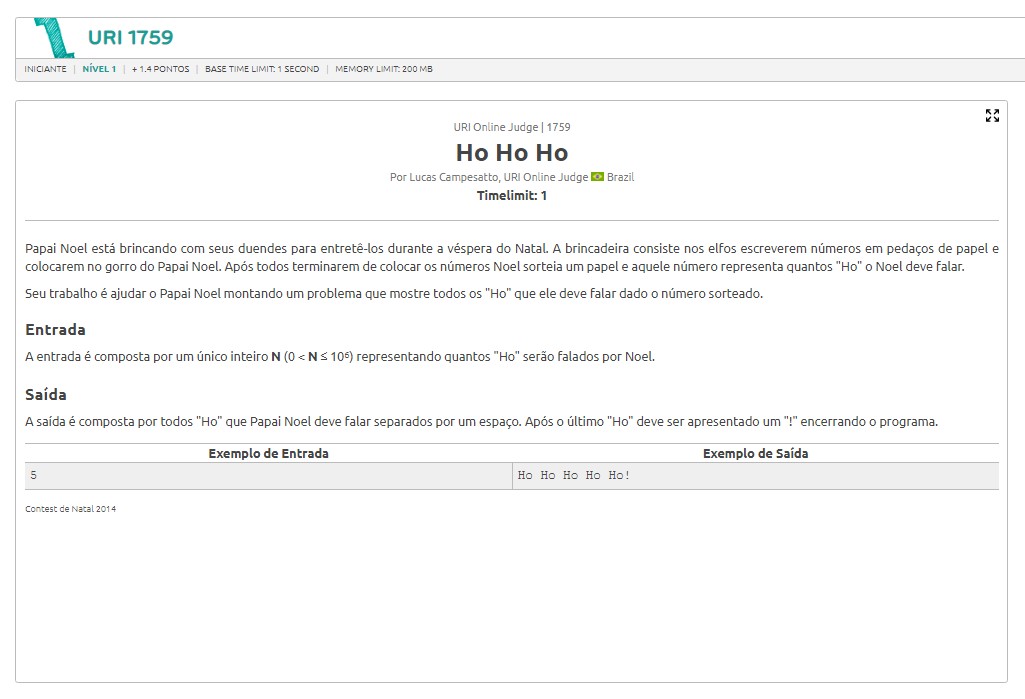 URI 1759
INICIANTE | NÍVEL 1 | + 1.4 PONTOS | BASE TIME LIMIT: 1 SECOND | MEMORY LIMIT: 200 MB
URI Online Judge | 1759
Ho Ho Ho
Por Lucas Campesatto, URI Online Judge Brazil
Timelimit: 1
Papai Noel está brincando com seus duendes para entretê-los durante a véspera do Natal. A brincadeira consiste nos elfos escreverem números em pedaços de papel e
colocarem no gorro do Papai Noel. Após todos terminarem de colocar os números Noel sorteia um papel e aquele número representa quantos "Ho" o Noel deve falar.
Seu trabalho é ajudar o Papai Noel montando um problema que mostre todos os "Ho" que ele deve falar dado o número sorteado.
Entrada
A entrada é composta por um único inteiro N (0 < N ≤ 10⁶) representando quantos "Ho" serão falados por Noel.
Saída
A saída é composta por todos "Ho" que Papai Noel deve falar separados por um espaço. Após o último "Ho" deve ser apresentado um "!" encerrando o programa.
Exemplo de Entrada Exemplo de Saída
5 Ho Ho Ho Ho Ho!
Contest de Natal 2014